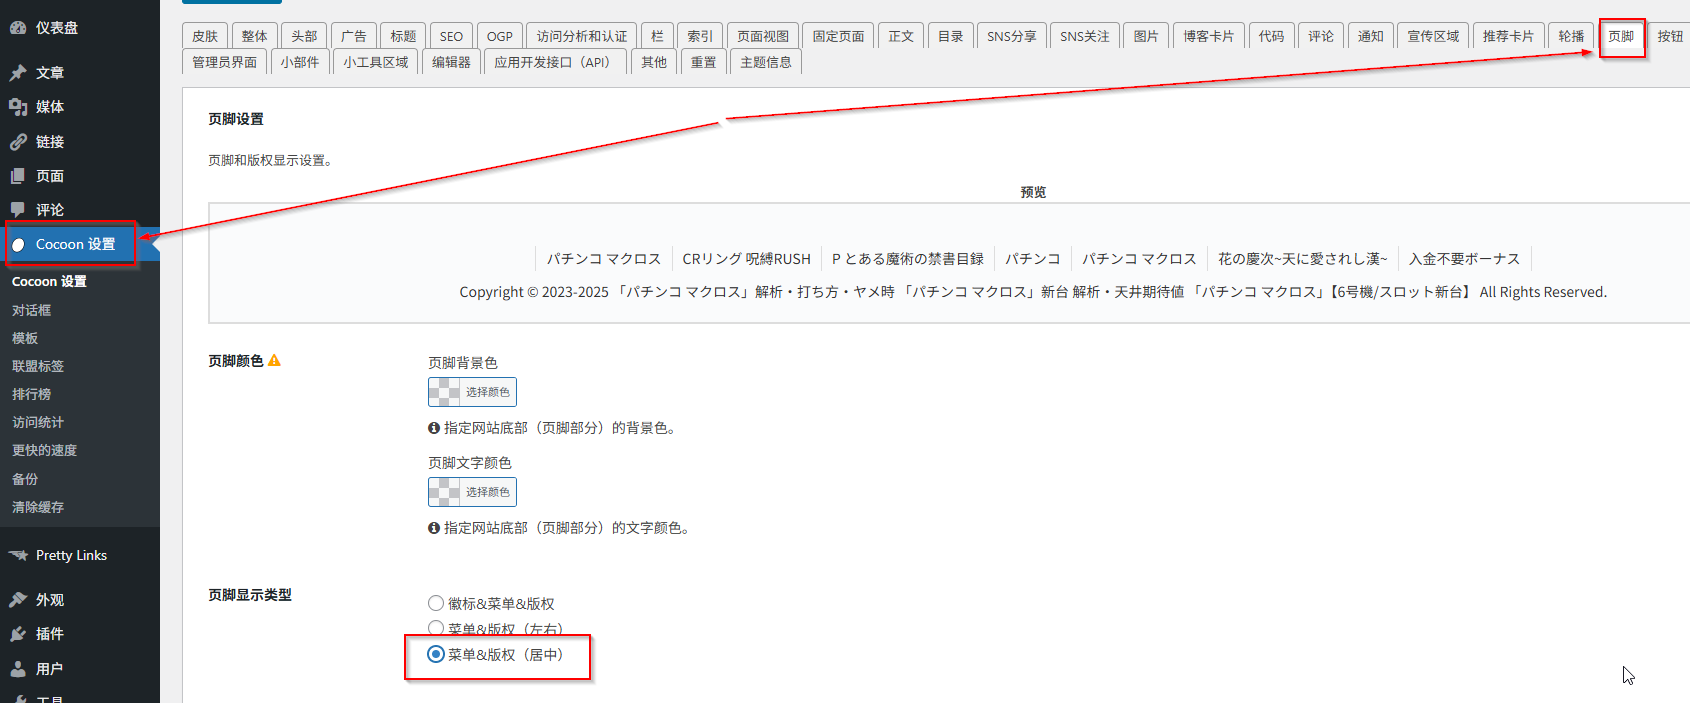 仪表盘
文章
媒体
链接
页面
评论
Cocoon 设置
Cocoon 设置
对话框
模板
联盟标签
排行榜
访问统计
更快的速度
备份
清除缓存
Pretty Links
外观
插件
用户
工具
皮肤 整体 头部 广告 标题 SEO OGP 访问分析和认证 栏 索引 页面视图 固定页面 正文 目录 SNS分享 SNS关注 图片 博客卡片 代码 评论 通知 宣传区域 推荐卡片 轮播 页脚 按钮
管理员界面 小部件 小工具区域 编辑器 应用开发接口（API） 其他 重置 主题信息
页脚设置
页脚和版权显示设置。
预览
パチンコ マクロス CRリング 呪縛RUSH P とある魔術の禁書目録 パチンコ パチンコ マクロス 花の慶次~天に愛されし漢~ 入金不要ボーナス
Copyright © 2023-2025 「パチンコ マクロス」解析・打ち方・ヤメ時 「パチンコ マクロス」新台 解析・天井期待値 「パチンコ マクロス」【6号機/スロット新台】 All Rights Reserved.
页脚颜色
页脚背景色
选择颜色
指定网站底部（页脚部分）的背景色。
页脚文字颜色
选择颜色
指定网站底部（页脚部分）的文字颜色。
页脚显示类型
徽标&菜单&版权
菜单&版权（左右）
菜单&版权（居中）